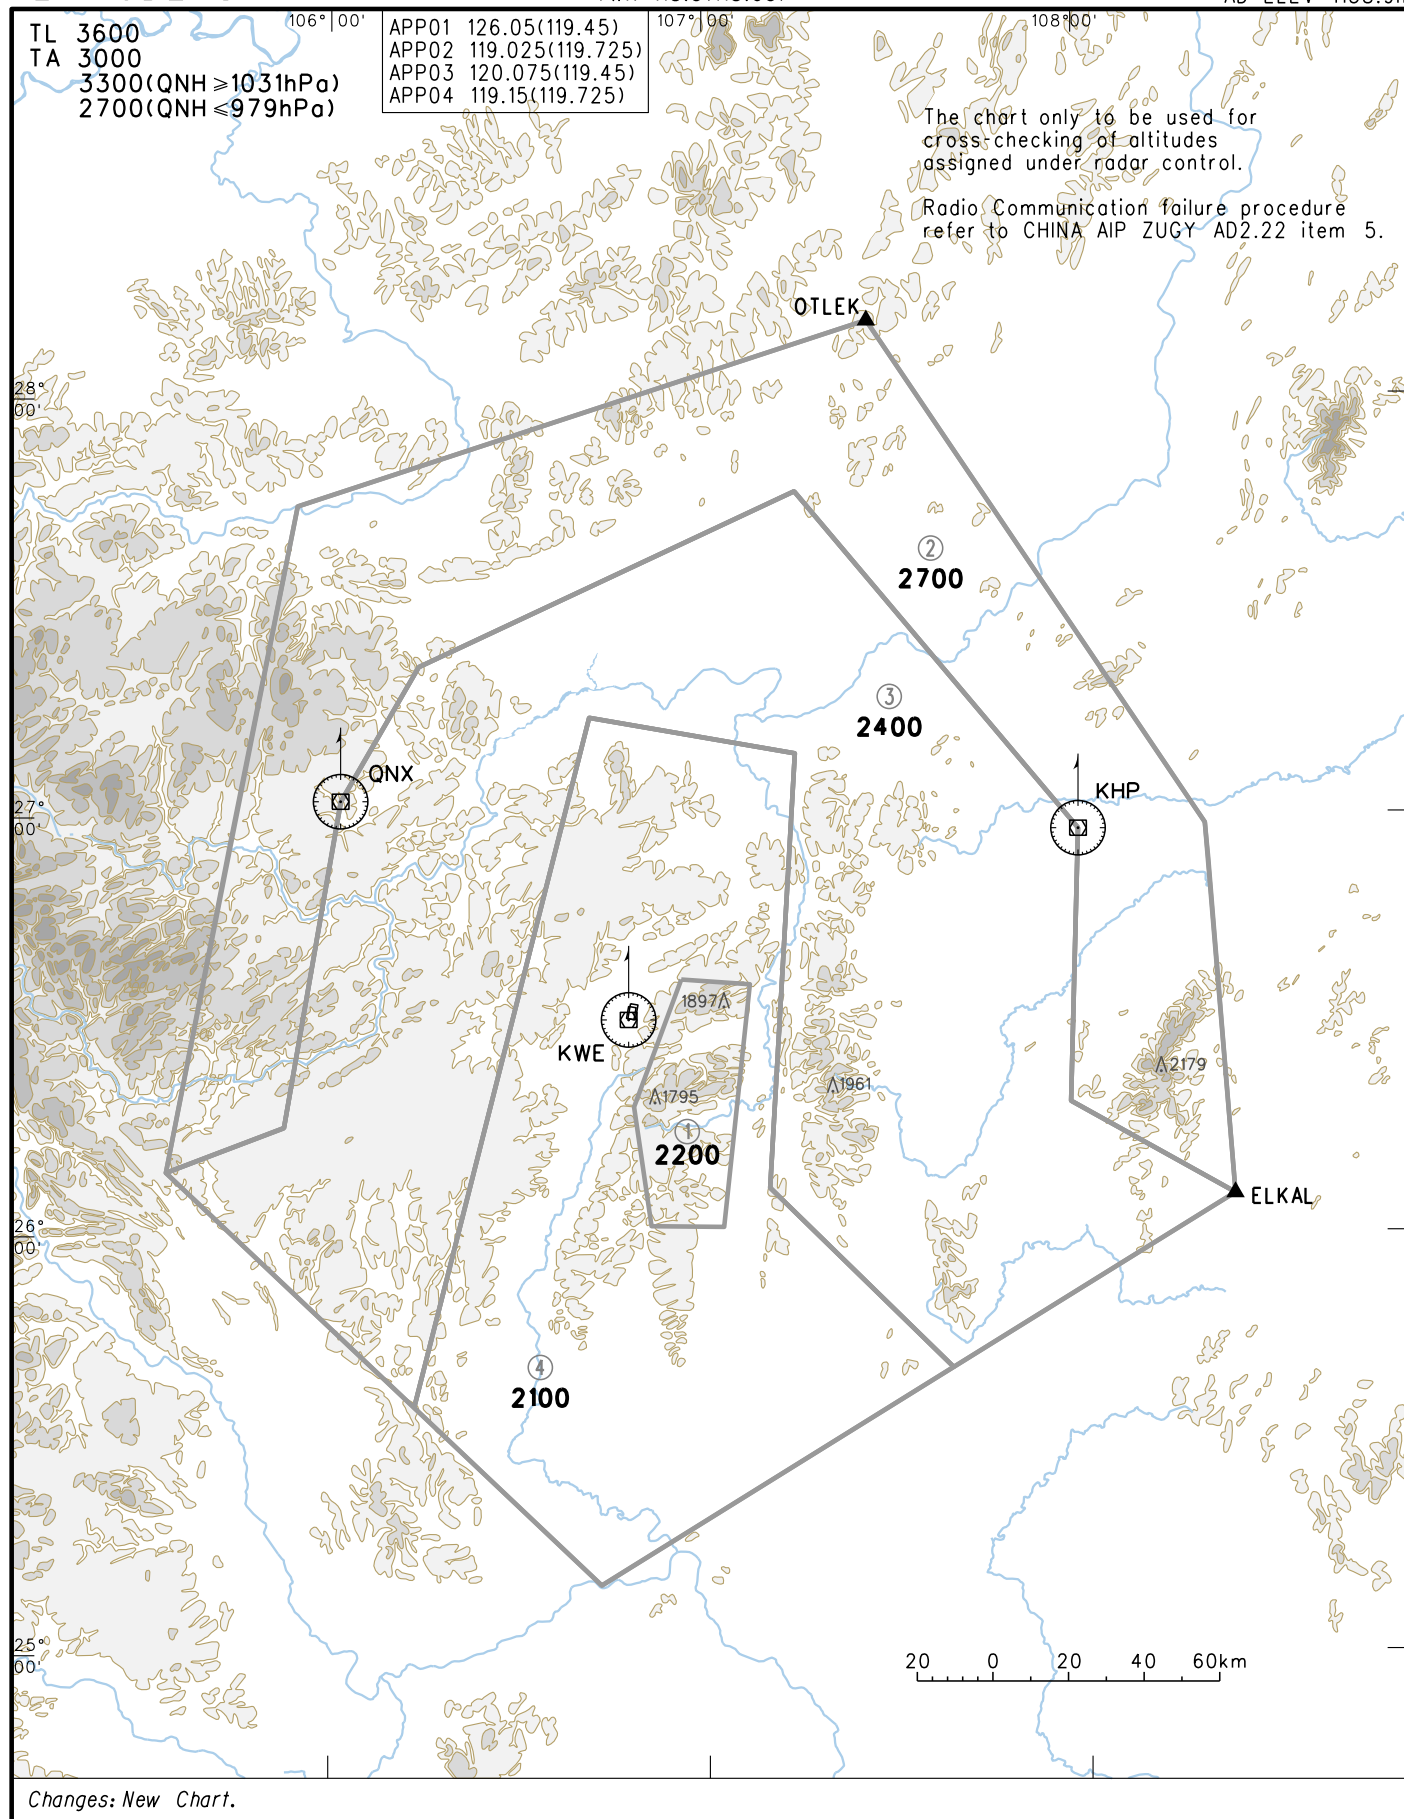 106°00'
107°00'
108°00'
TL 3600
TA 3000
3300(QNH≥1031hPa)
2700(QNH≤979hPa)
APP01 126.05(119.45)
APP02 119.025(119.725)
APP03 120.075(119.45)
APP04 119.15(119.725)
The chart only to be used for
cross-checking of altitudes
assigned under radar control.
Radio Communication failure procedure
refer to CHINA AIP ZUGY AD2.22 item 5.
OTLEK
28°
00'
②
2700
③
2400
QNX
KHP
27°
00'
1897
KWE
2179
1961
1795
①
2200
ELKAL
26°
00'
④
2100
25°
00'
20 0 20 40 60km
Changes: New Chart.